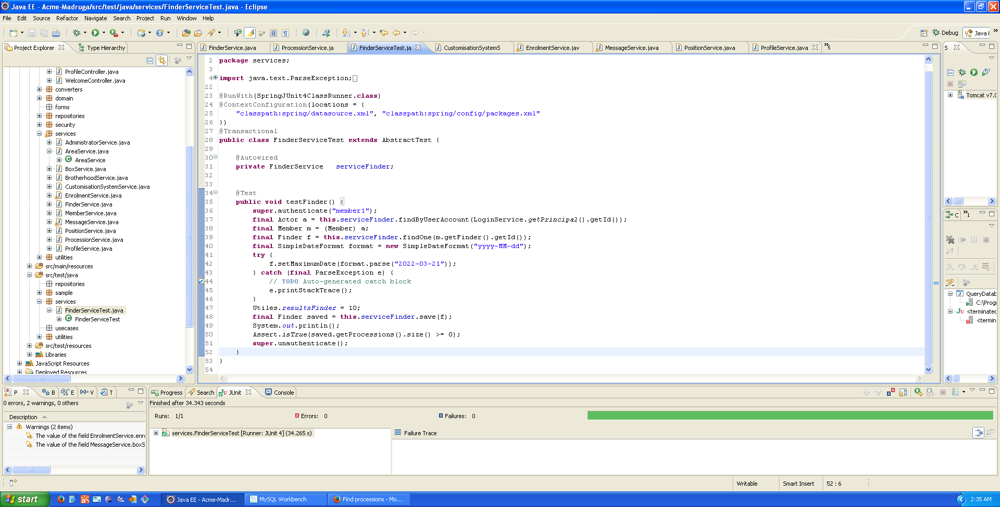 Java EE - Acme-Madruga/src/test/java/services/FinderServiceTest.java - Eclipse
File Edit Source Refactor Navigate Search Project Run Window Help
Debug Java
Project Explorer Type Hierarchy
ProfileController.java
WelcomeController.java
converters
domain
forms
repositories
security
services
AdministratorService.java
AreaService.java
AreaService
BoxService.java
BrotherhoodService.java
CustomisationSystemService.java
EnrolmentService.java
FinderService.java
MemberService.java
MessageService.java
PositionService.java
ProcessionService.java
ProfileService.java
utilities
src/main/resources
src/test/java
repositories
sample
services
FinderServiceTest.java
FinderServiceTest
usecases
utilities
src/test/resources
Libraries
JavaScript Resources
Deployed Resources
FinderService.java ProcessionService.ja FinderServiceTest.ja CustomisationSystemS EnrolmentService.jav MessageService.java PositionService.java ProfileService.java »5
2 package services;
3
4 import java.text.ParseException;
22
23 @RunWith(SpringJUnit4ClassRunner.class)
24 @ContextConfiguration(locations = {
25 "classpath:spring/datasource.xml", "classpath:spring/config/packages.xml"
26 })
27 @Transactional
28 public class FinderServiceTest extends AbstractTest {
29
30 @Autowired
31 private FinderService serviceFinder;
32
33
34 @Test
35 public void testFinder() {
36 super.authenticate("member1");
37 final Actor a = this.serviceFinder.findByUserAccount(LoginService.getPrincipal().getId());
38 final Member m = (Member) a;
39 final Finder f = this.serviceFinder.findOne(m.getFinder().getId());
40 final SimpleDateFormat format = new SimpleDateFormat("yyyy-MM-dd");
41 try {
42 f.setMaximumDate(format.parse("2022-03-21"));
43 } catch (final ParseException e) {
44 // TODO Auto-generated catch block
45 e.printStackTrace();
46 }
47 Utiles.resultsFinder = 10;
48 final Finder saved = this.serviceFinder.save(f);
49 System.out.println();
50 Assert.isTrue(saved.getProcessions().size() >= 0);
51 super.unauthenticate();
52 }
53 }
54
S
Tomcat v7.0
C »1
QueryDatab
C:\Prog
<terminated
<termin
P B E (x)= V T
0 errors, 2 warnings, 0 others
Description
Warnings (2 items)
The value of the field EnrolmentService.enro
The value of the field MessageService.boxS
Progress Search JUnit Console
Finished after 34.343 seconds
Runs: 1/1 Errors: 0 Failures: 0
services.FinderServiceTest [Runner: JUnit 4] (34.265 s)
Failure Trace
Writable Smart Insert 52 : 6
start Java EE - Acme-Madr... MySQL Workbench Find processions - Mo... 2:35 AM